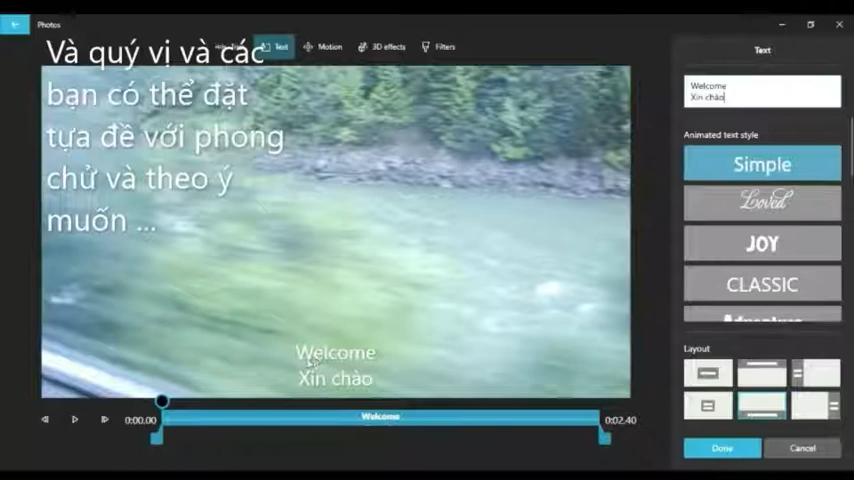 Photos
Text
Motion
3D effects
Filters
Và quý vị và các
bạn có thể đặt
tựa đề với phong
chử và theo ý
muốn ...
Welcome
Xin chào
0:00.00
Welcome
0:02.40
Text
Welcome
Xin chào
Animated text style
Simple
Loved
JOY
CLASSIC
Adventure
Layout
Done
Cancel